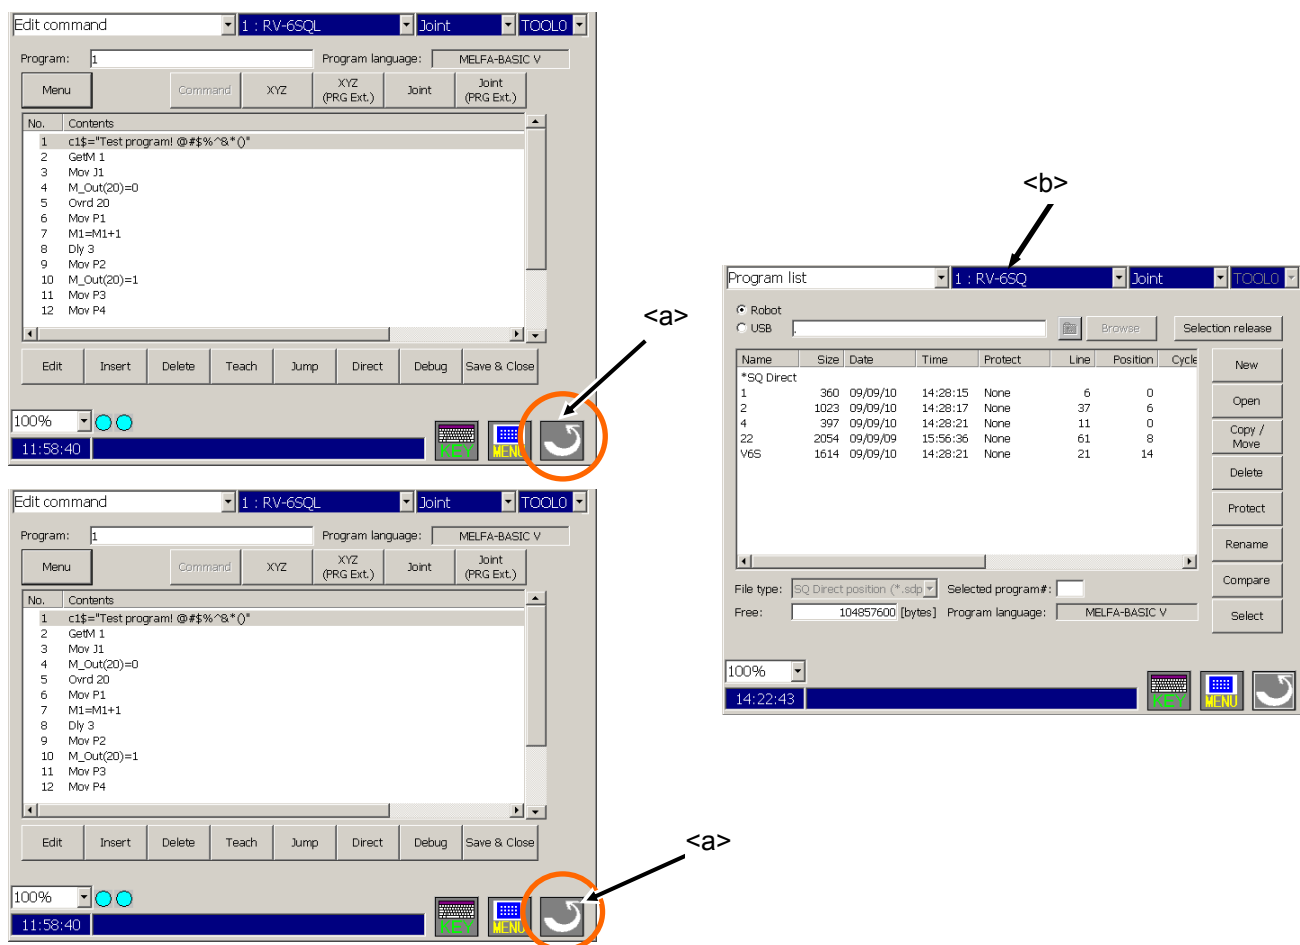 Edit command 1 : RV-6SQL Joint TOOL0
Program: 1 Program language: MELFA-BASIC V
Menu Command XYZ XYZ (PRG Ext.) Joint Joint (PRG Ext.)
No. Contents
1 c1$="Test program! @#$%^&*()"
2 GetM 1
3 Mov J1
4 M_Out(20)=0
5 Ovrd 20
6 Mov P1
7 M1=M1+1
8 Dly 3
9 Mov P2
10 M_Out(20)=1
11 Mov P3
12 Mov P4
Edit Insert Delete Teach Jump Direct Debug Save & Close
100%
11:58:40 KEY MENU
<a>
Edit command 1 : RV-6SQL Joint TOOL0
Program: 1 Program language: MELFA-BASIC V
Menu Command XYZ XYZ (PRG Ext.) Joint Joint (PRG Ext.)
No. Contents
1 c1$="Test program! @#$%^&*()"
2 GetM 1
3 Mov J1
4 M_Out(20)=0
5 Ovrd 20
6 Mov P1
7 M1=M1+1
8 Dly 3
9 Mov P2
10 M_Out(20)=1
11 Mov P3
12 Mov P4
Edit Insert Delete Teach Jump Direct Debug Save & Close
100%
11:58:40 KEY MENU
<a>
<b>
Program list 1 : RV-6SQ Joint TOOL0
Robot
USB . Browse Selection release
Name Size Date Time Protect Line Position Cycle
*SQ Direct
1 360 09/09/10 14:28:15 None 6 0
2 1023 09/09/10 14:28:17 None 37 6
4 397 09/09/10 14:28:21 None 11 0
22 2054 09/09/09 15:56:36 None 61 8
V6S 1614 09/09/10 14:28:21 None 21 14
New
Open
Copy /
Move
Delete
Protect
Rename
Compare
Select
File type: SQ Direct position (*.sdp Selected program#:
Free: 104857600 [bytes] Program language: MELFA-BASIC V
100%
14:22:43 KEY MENU